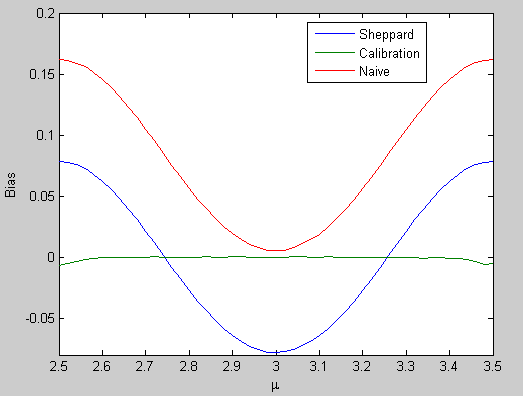 0.2
Sheppard
Calibration
Naive
0.15
0.1
0.05
0
-0.05
Bias
2.5 2.6 2.7 2.8 2.9 3 3.1 3.2 3.3 3.4 3.5
μ